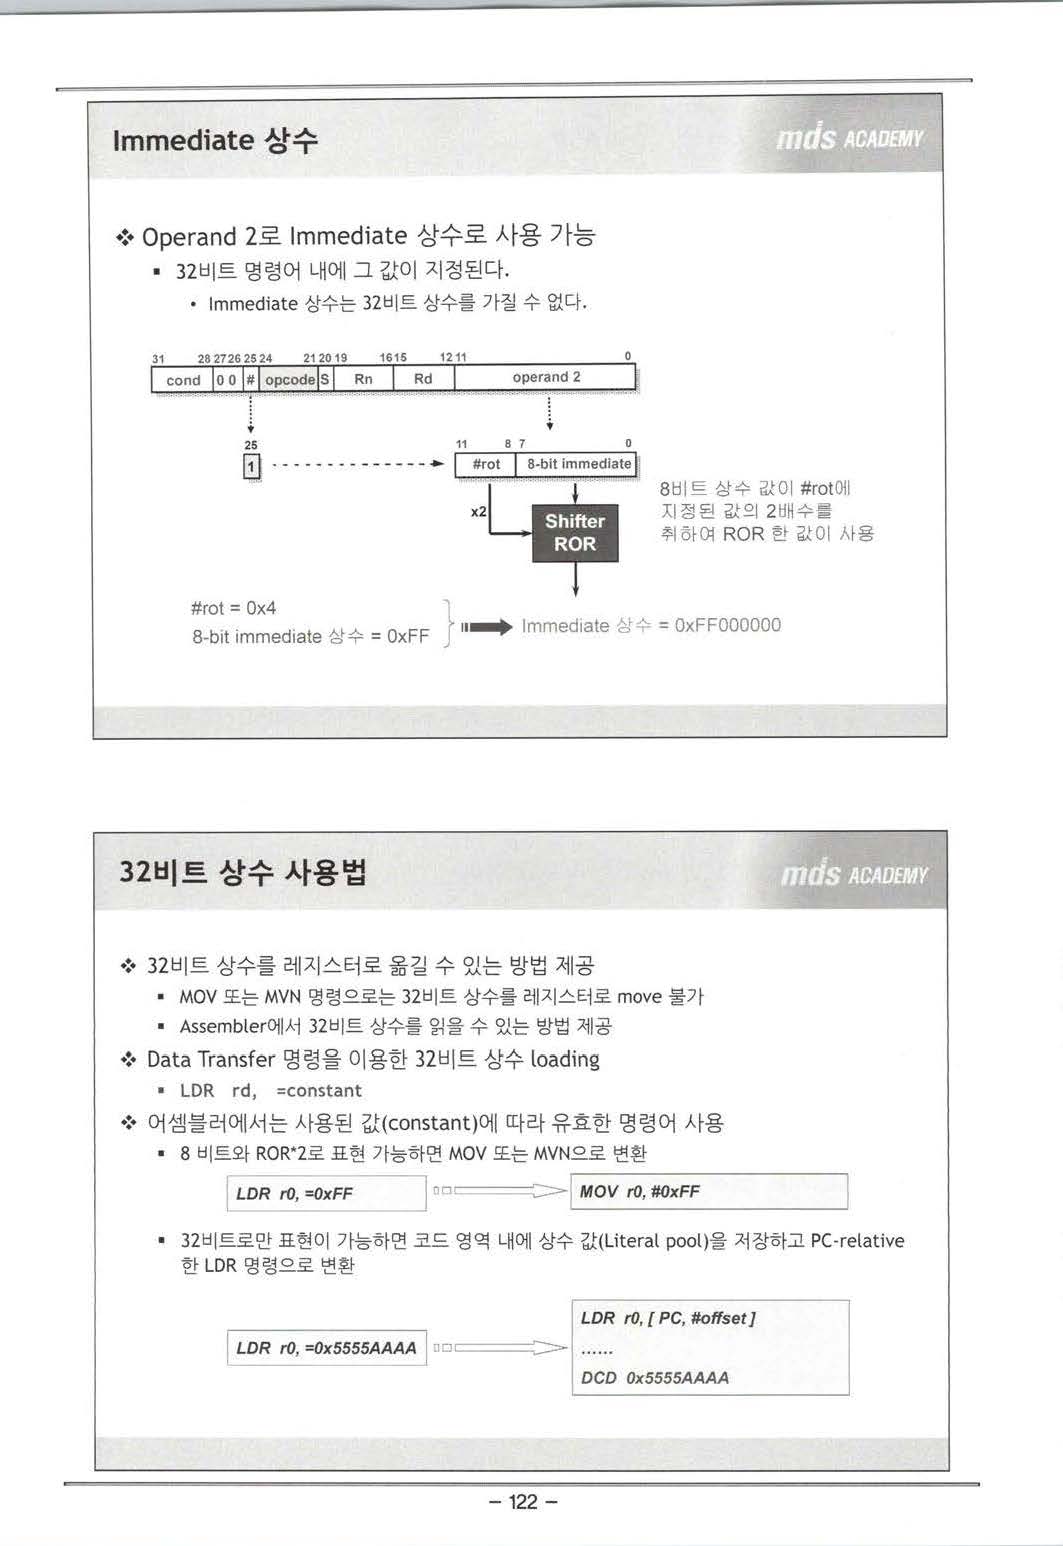 Immediate 상수
mds ACADEMY
❖ Operand 2로 Immediate 상수로 사용 가능
▪ 32비트 명령어 내에 그 값이 지정된다.
• Immediate 상수는 32비트 상수를 가질 수 없다.
31 28 27 26 25 24 21 20 19 16 15 12 11 0
cond 0 0 # opcode S Rn Rd operand 2
25 11 8 7 0
1 #rot 8-bit immediate
x2
Shifter
ROR
8비트 상수 값이 #rot에
지정된 값의 2배수를
취하여 ROR 한 값이 사용
#rot = 0x4
8-bit immediate 상수 = 0xFF
Immediate 상수 = 0xFF000000
32비트 상수 사용법
mds ACADEMY
❖ 32비트 상수를 레지스터로 옮길 수 있는 방법 제공
▪ MOV 또는 MVN 명령으로는 32비트 상수를 레지스터로 move 불가
▪ Assembler에서 32비트 상수를 읽을 수 있는 방법 제공
❖ Data Transfer 명령을 이용한 32비트 상수 loading
▪ LDR rd, =constant
❖ 어셈블러에서는 사용된 값(constant)에 따라 유효한 명령어 사용
▪ 8 비트와 ROR*2로 표현 가능하면 MOV 또는 MVN으로 변환
LDR r0, =0xFF
MOV r0, #0xFF
▪ 32비트로만 표현이 가능하면 코드 영역 내에 상수 값(Literal pool)을 저장하고 PC-relative
한 LDR 명령으로 변환
LDR r0, =0x5555AAAA
LDR r0, [ PC, #offset ]
......
DCD 0x5555AAAA
– 122 –